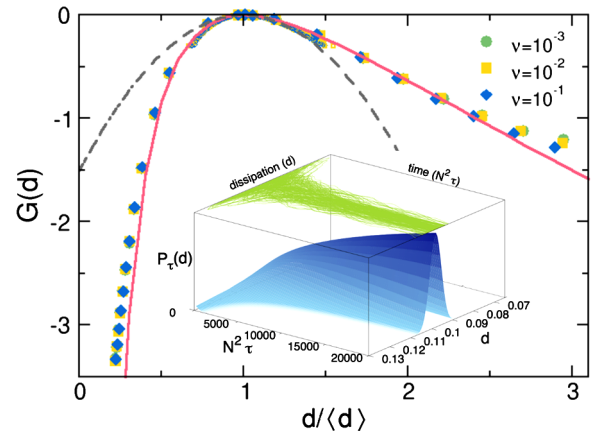 0
-1
-2
-3
G(d)
ν=10⁻³
ν=10⁻²
ν=10⁻¹
dissipation (d)
time (N²τ)
Pτ(d)
0
5000
10000
15000
20000
N²τ
0.13
0.12
0.11
0.1
0.09
0.08
0.07
d
0
1
2
3
d/⟨d⟩